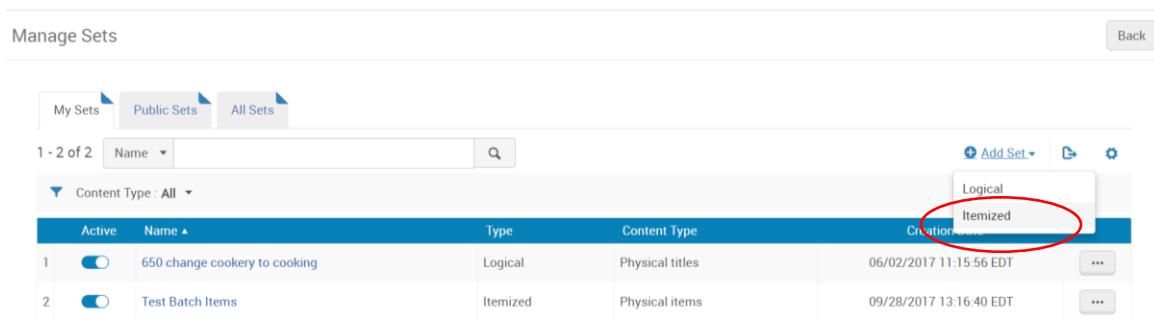 Manage Sets Back
My Sets Public Sets All Sets
1 - 2 of 2 Name Add Set
Logical
Content Type : All
Itemized
Active Name Type Content Type Creation Date
1 650 change cookery to cooking Logical Physical titles 06/02/2017 11:15:56 EDT ...
2 Test Batch Items Itemized Physical items 09/28/2017 13:16:40 EDT ...